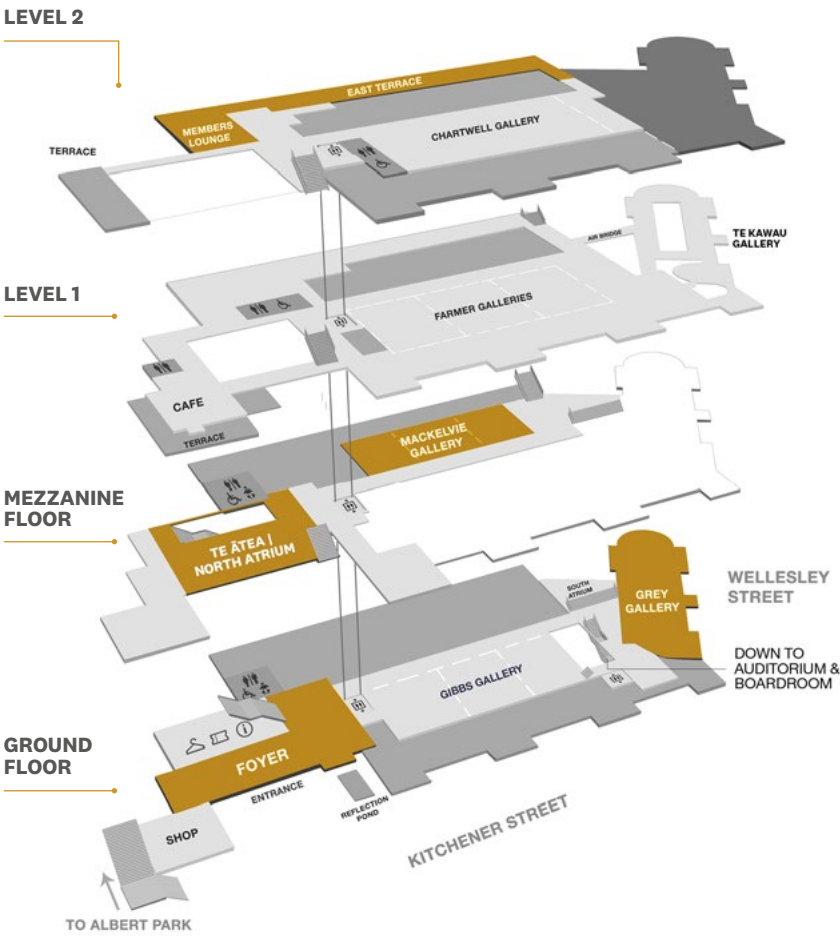 LEVEL 2
EAST TERRACE
MEMBERS
LOUNGE
CHARTWELL GALLERY
TERRACE
AIR BRIDGE
TE KAWAU
GALLERY
LEVEL 1
FARMER GALLERIES
CAFE
TERRACE
MACKELVIE
GALLERY
MEZZANINE
FLOOR
TE ĀTEA |
NORTH ATRIUM
WELLESLEY
STREET
SOUTH
ATRIUM
GREY
GALLERY
DOWN TO
AUDITORIUM &
BOARDROOM
GIBBS GALLERY
GROUND
FLOOR
FOYER
ENTRANCE
REFLECTION
POND
SHOP
KITCHENER STREET
TO ALBERT PARK